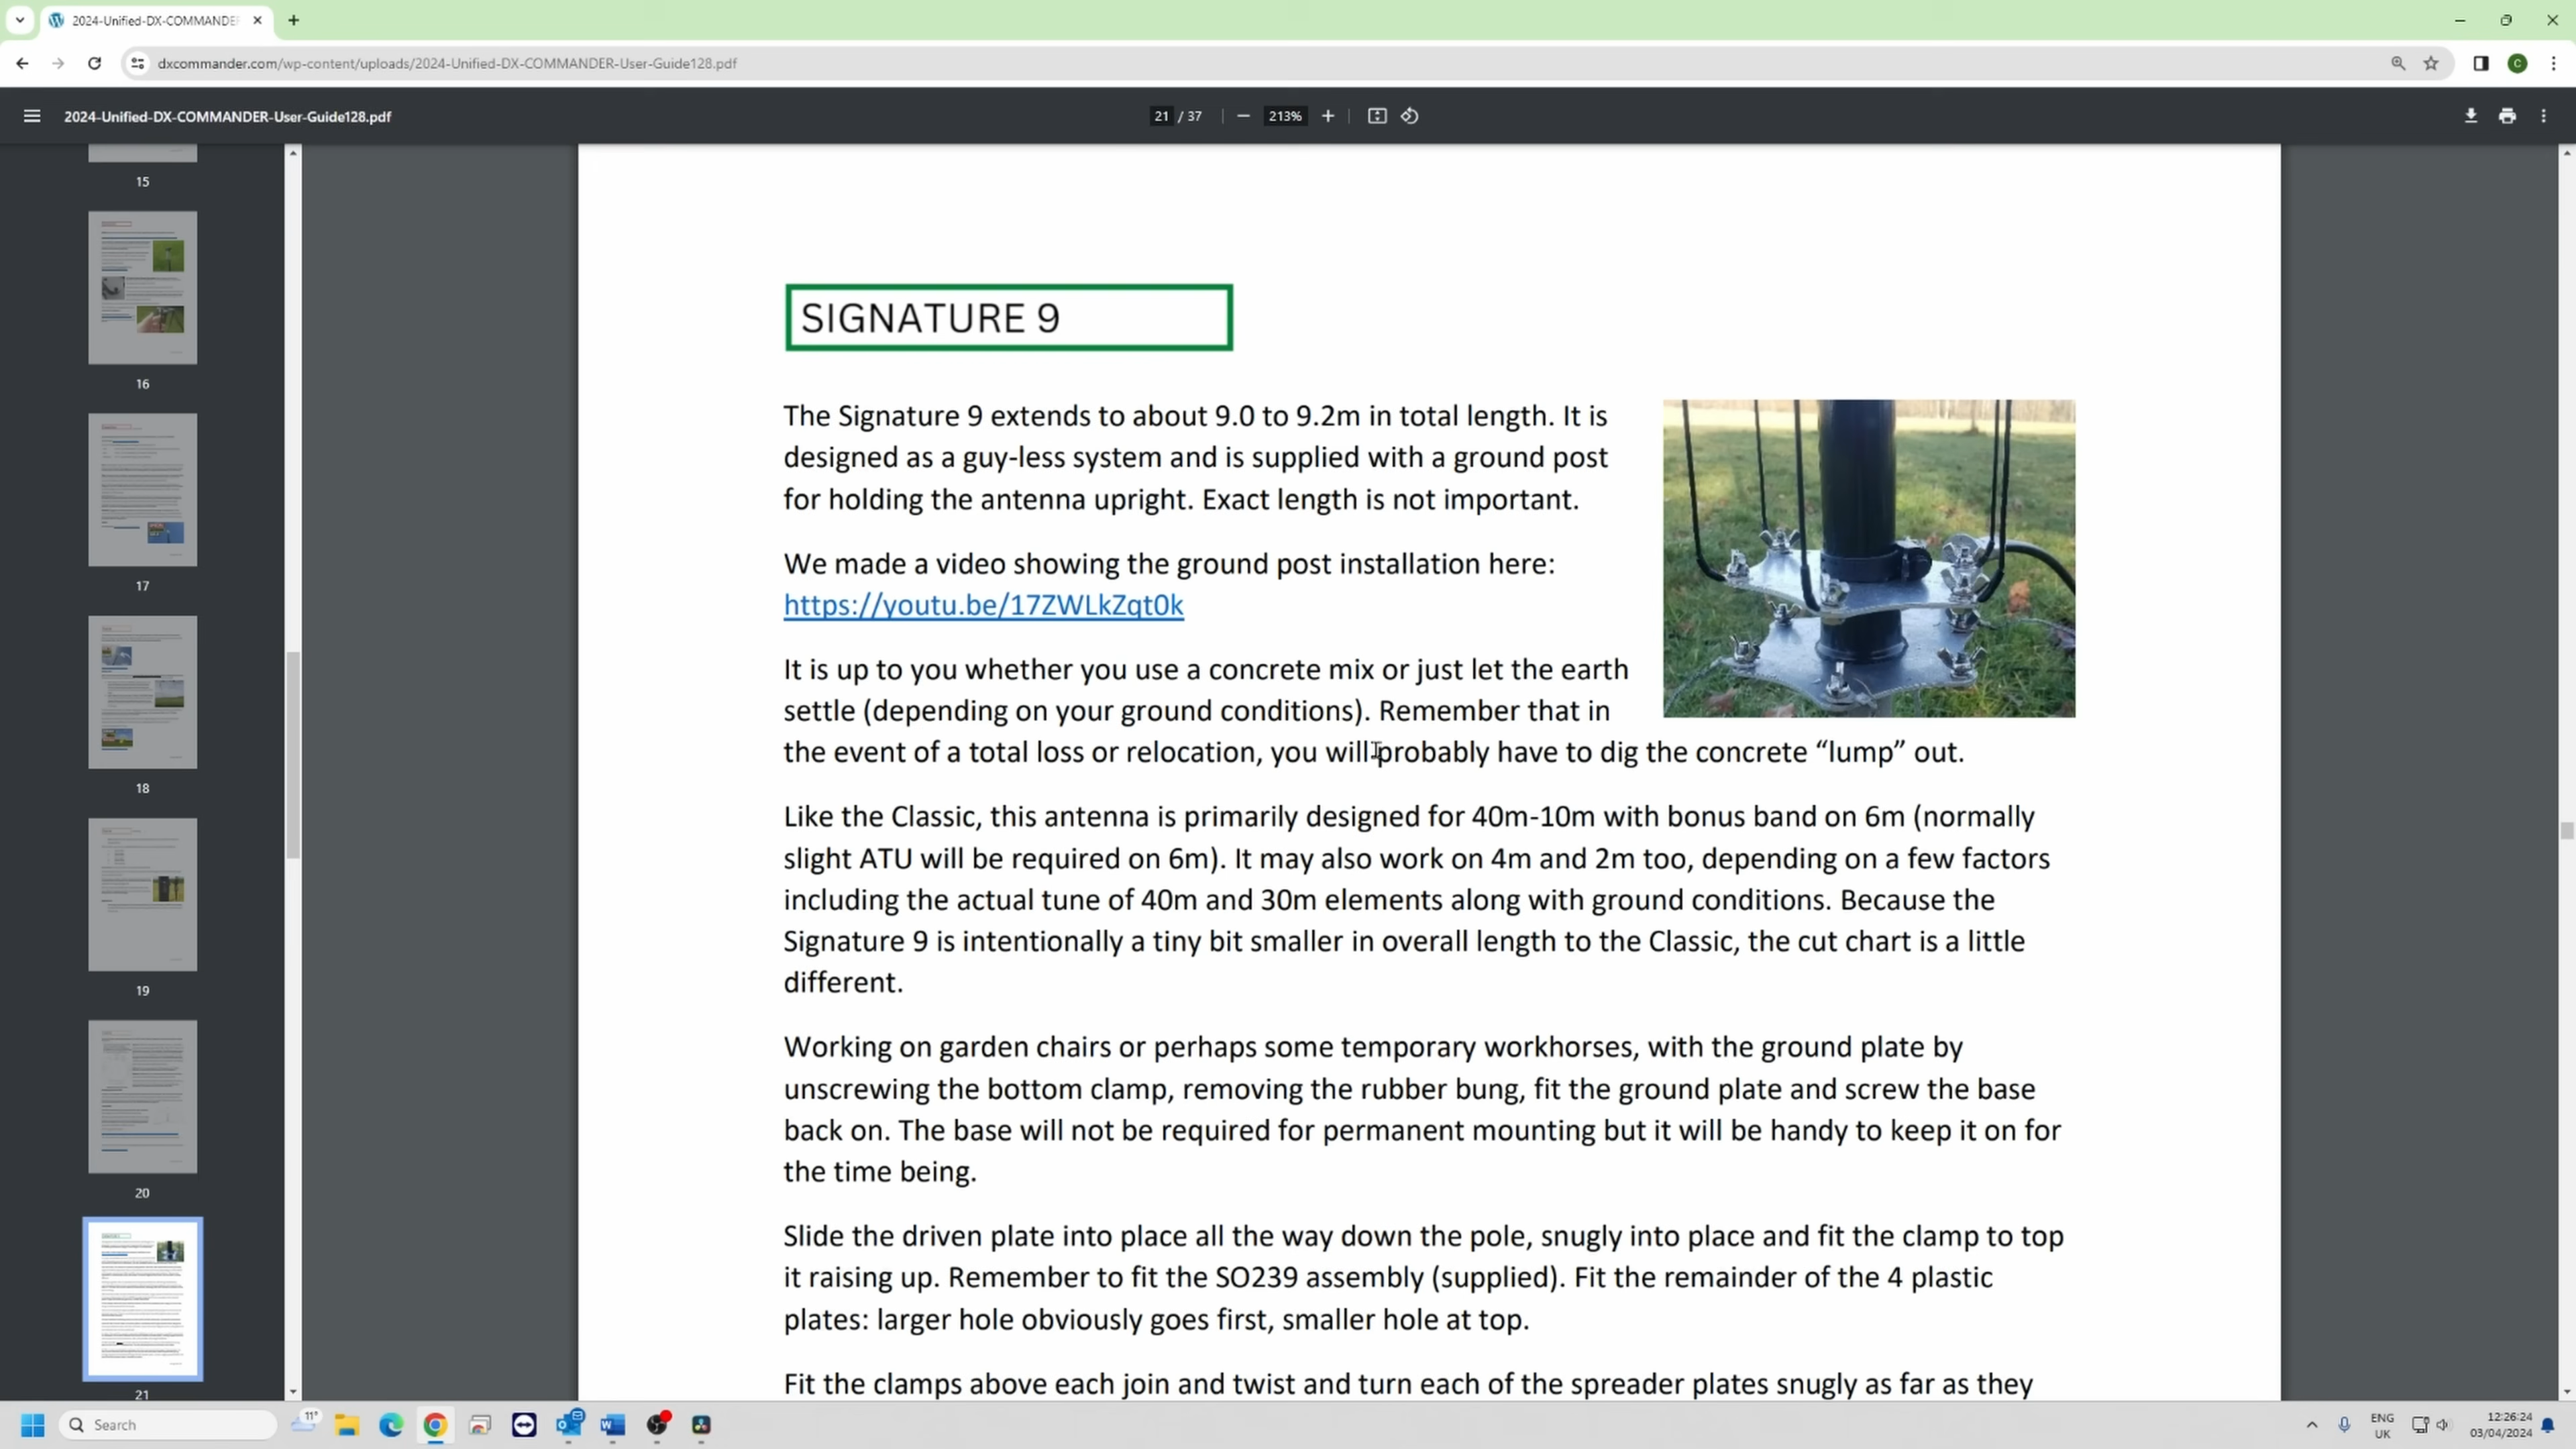 2024-Unified-DX-COMMANDE
dxcommander.com/wp-content/uploads/2024-Unified-DX-COMMANDER-User-Guide128.pdf
C
2024-Unified-DX-COMMANDER-User-Guide128.pdf
21 / 37
213%
15
16
17
18
19
20
21
SIGNATURE 9
The Signature 9 extends to about 9.0 to 9.2m in total length. It is
designed as a guy-less system and is supplied with a ground post
for holding the antenna upright. Exact length is not important.
We made a video showing the ground post installation here:
https://youtu.be/17ZWLkZqt0k
It is up to you whether you use a concrete mix or just let the earth
settle (depending on your ground conditions). Remember that in
the event of a total loss or relocation, you will probably have to dig the concrete “lump” out.
Like the Classic, this antenna is primarily designed for 40m-10m with bonus band on 6m (normally
slight ATU will be required on 6m). It may also work on 4m and 2m too, depending on a few factors
including the actual tune of 40m and 30m elements along with ground conditions. Because the
Signature 9 is intentionally a tiny bit smaller in overall length to the Classic, the cut chart is a little
different.
Working on garden chairs or perhaps some temporary workhorses, with the ground plate by
unscrewing the bottom clamp, removing the rubber bung, fit the ground plate and screw the base
back on. The base will not be required for permanent mounting but it will be handy to keep it on for
the time being.
Slide the driven plate into place all the way down the pole, snugly into place and fit the clamp to top
it raising up. Remember to fit the SO239 assembly (supplied). Fit the remainder of the 4 plastic
plates: larger hole obviously goes first, smaller hole at top.
Fit the clamps above each join and twist and turn each of the spreader plates snugly as far as they
Search
11°
ENG
UK
12:26:24
03/04/2024